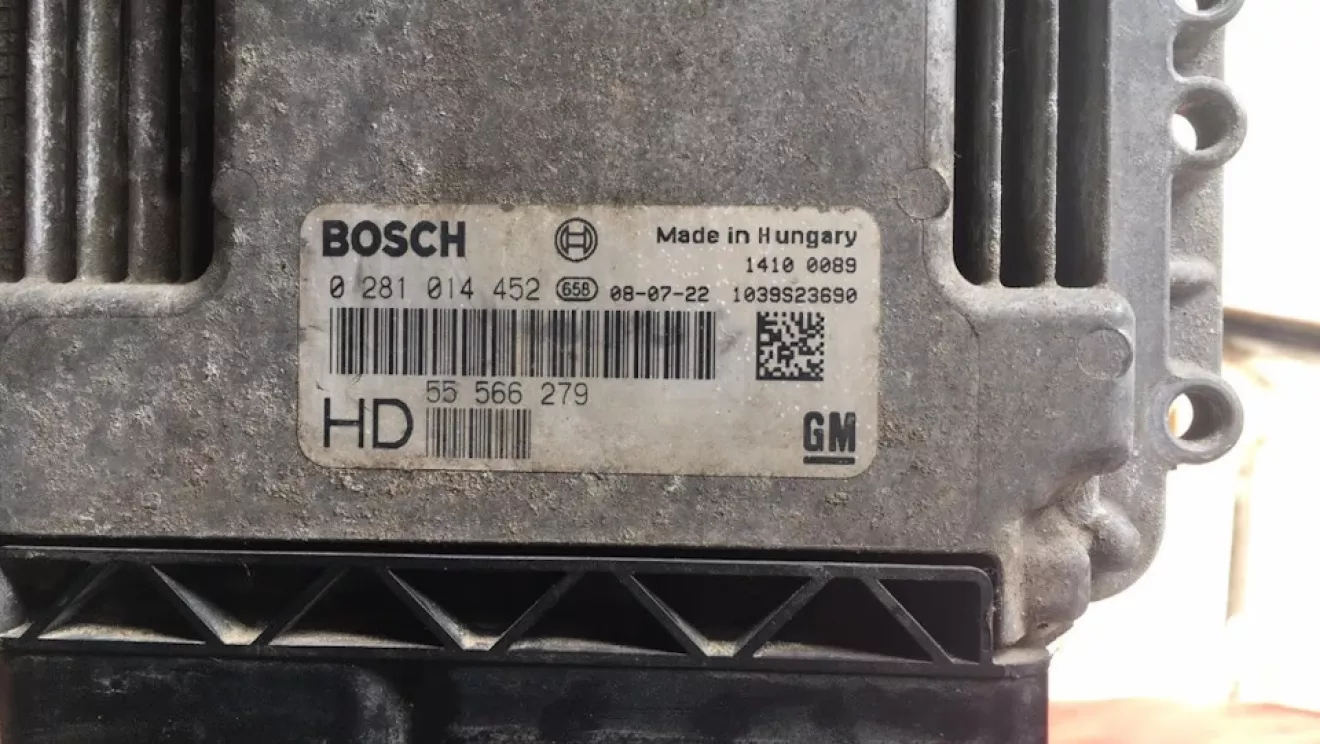 BOSCH
Made in Hungary
1410 0089
0 281 014 452 658 08-07-22 1039S23690
55 566 279
HD
GM